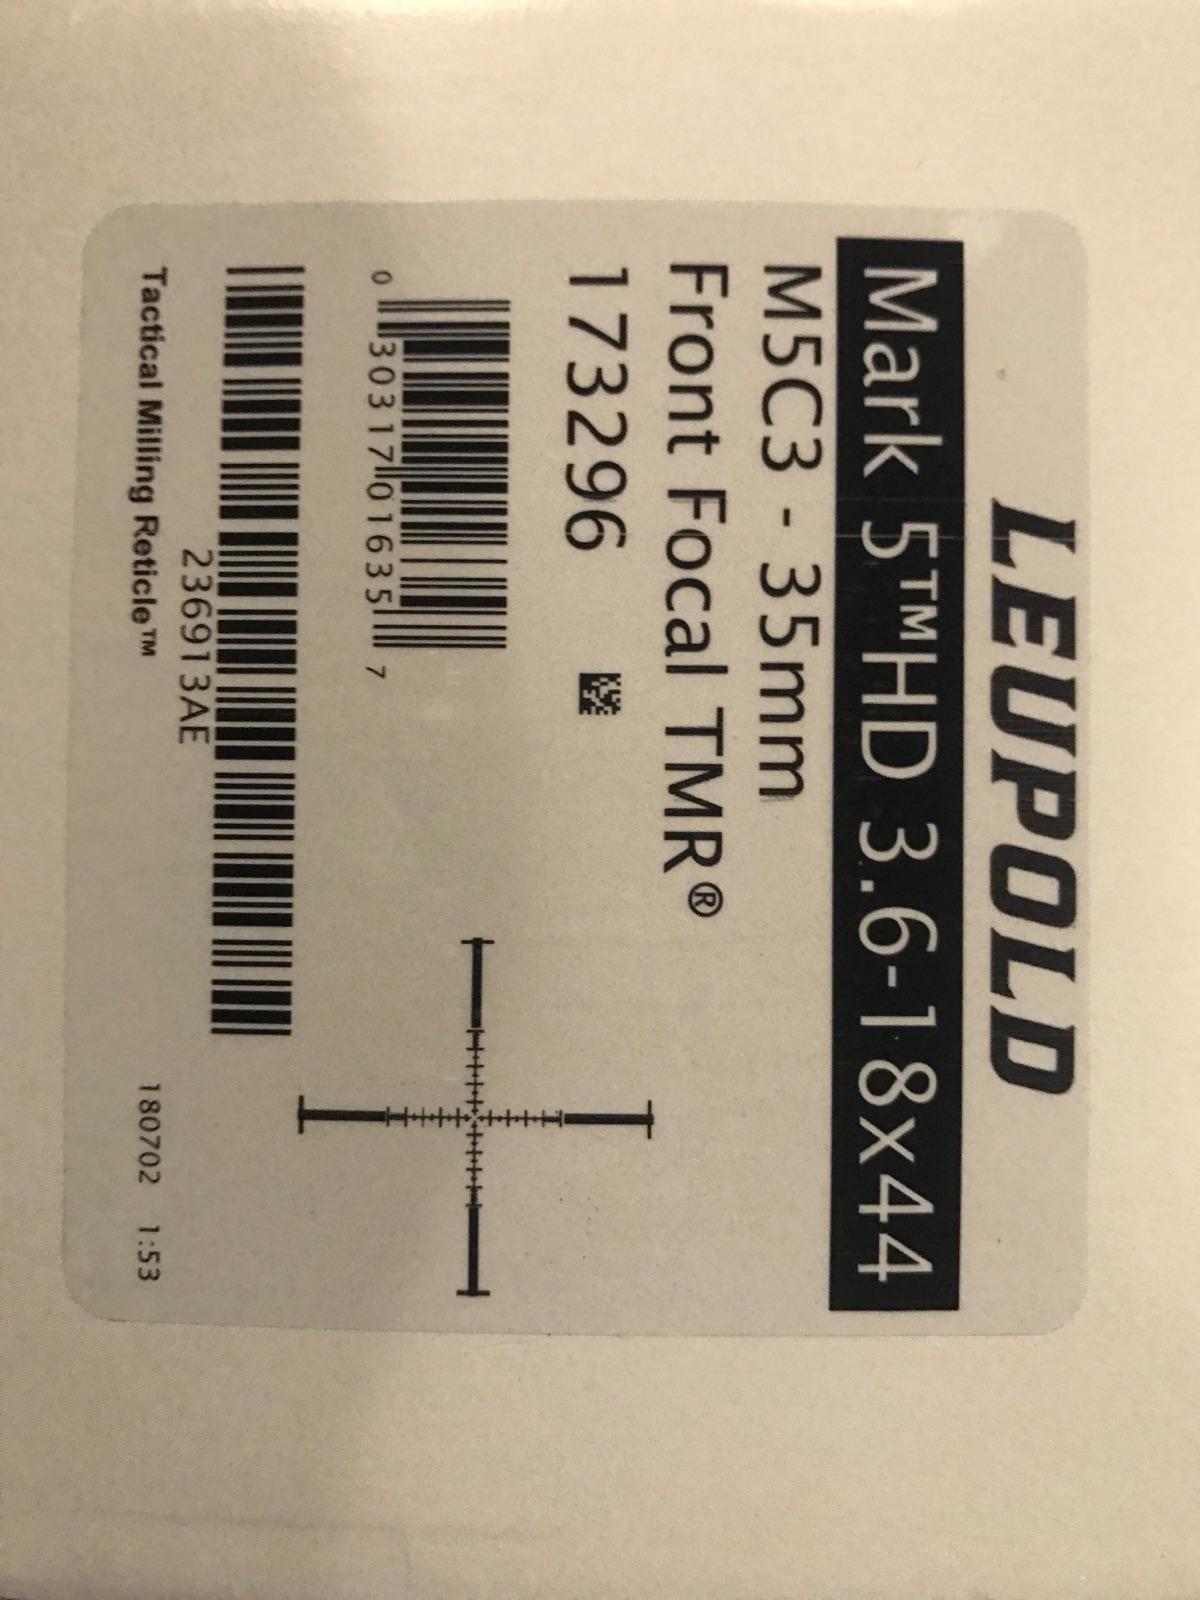 LEUPOLD
Mark 5™HD 3.6-18x44
M5C3 - 35mm
Front Focal TMR®
173296
0 30317 01635 7
236913AE
Tactical Milling Reticle™
180702 1:53